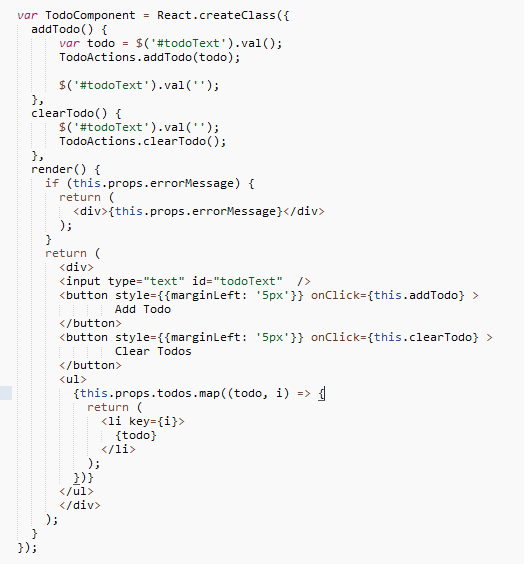 var TodoComponent = React.createClass({
  addTodo() {
      var todo = $('#todoText').val();
      TodoActions.addTodo(todo);

      $('#todoText').val('');
  },
  clearTodo() {
      $('#todoText').val('');
      TodoActions.clearTodo();
  },
  render() {
    if (this.props.errorMessage) {
      return (
        <div>{this.props.errorMessage}</div>
      );
    }
    return (
      <div>
      <input type="text" id="todoText"  />
      <button style={{marginLeft: '5px'}} onClick={this.addTodo} >
              Add Todo
      </button>
      <button style={{marginLeft: '5px'}} onClick={this.clearTodo} >
              Clear Todos
      </button>
      <ul>
        {this.props.todos.map((todo, i) => {
          return (
            <li key={i}>
              {todo}
            </li>
          );
        })}
      </ul>
      </div>
    );
  }
});